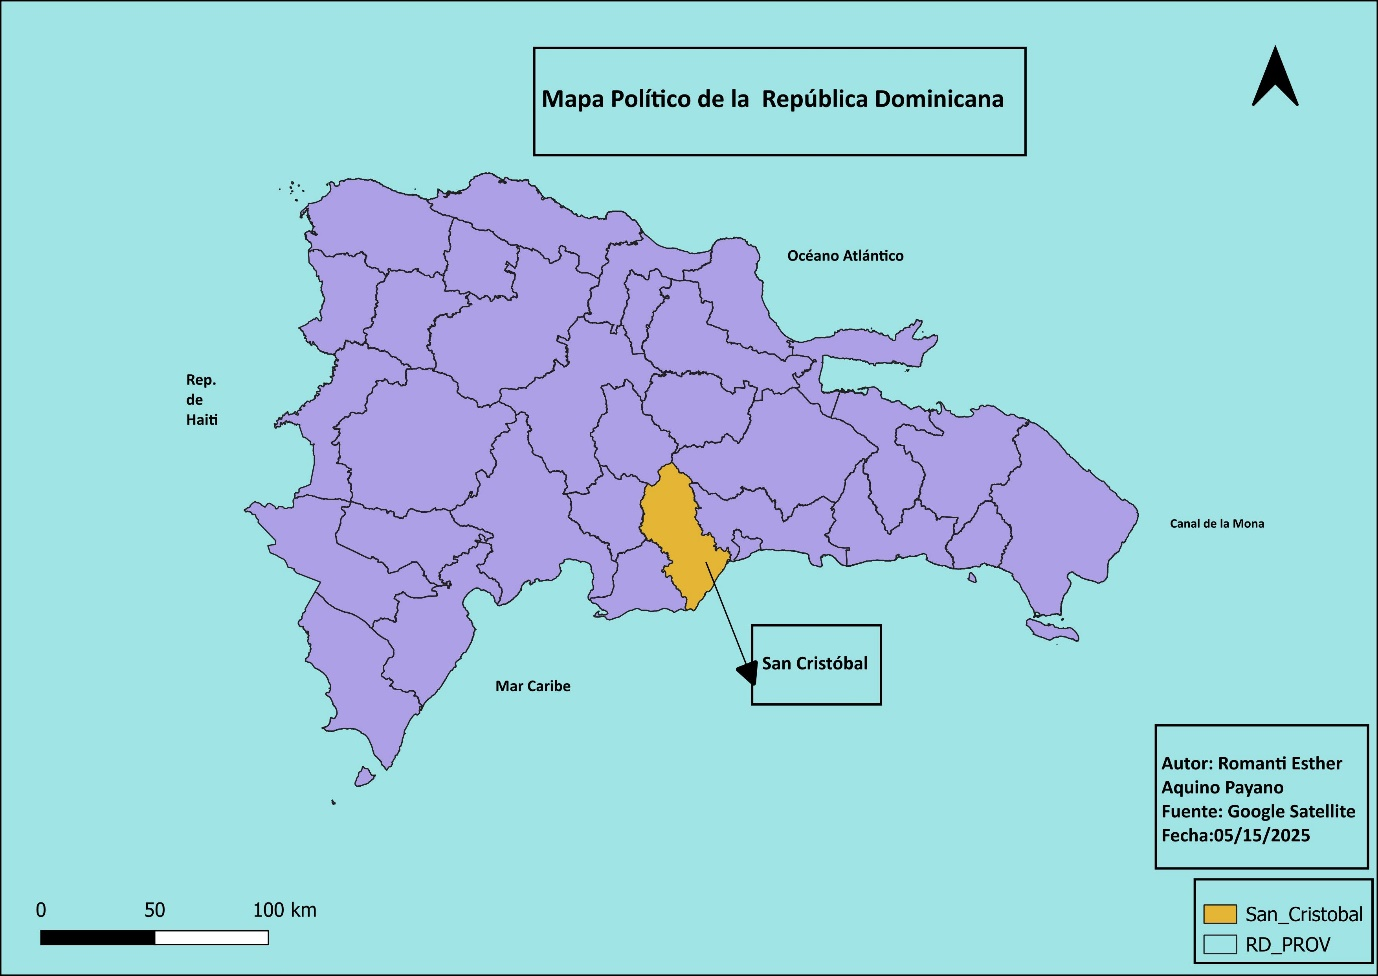 Mapa Político de la  República Dominicana
Océano Atlántico
Rep.
de
Haiti
Canal de la Mona
San Cristóbal
Mar Caribe
Autor: Romanti Esther
Aquino Payano
Fuente: Google Satellite
Fecha:05/15/2025
0 50 100 km
San_Cristobal
RD_PROV